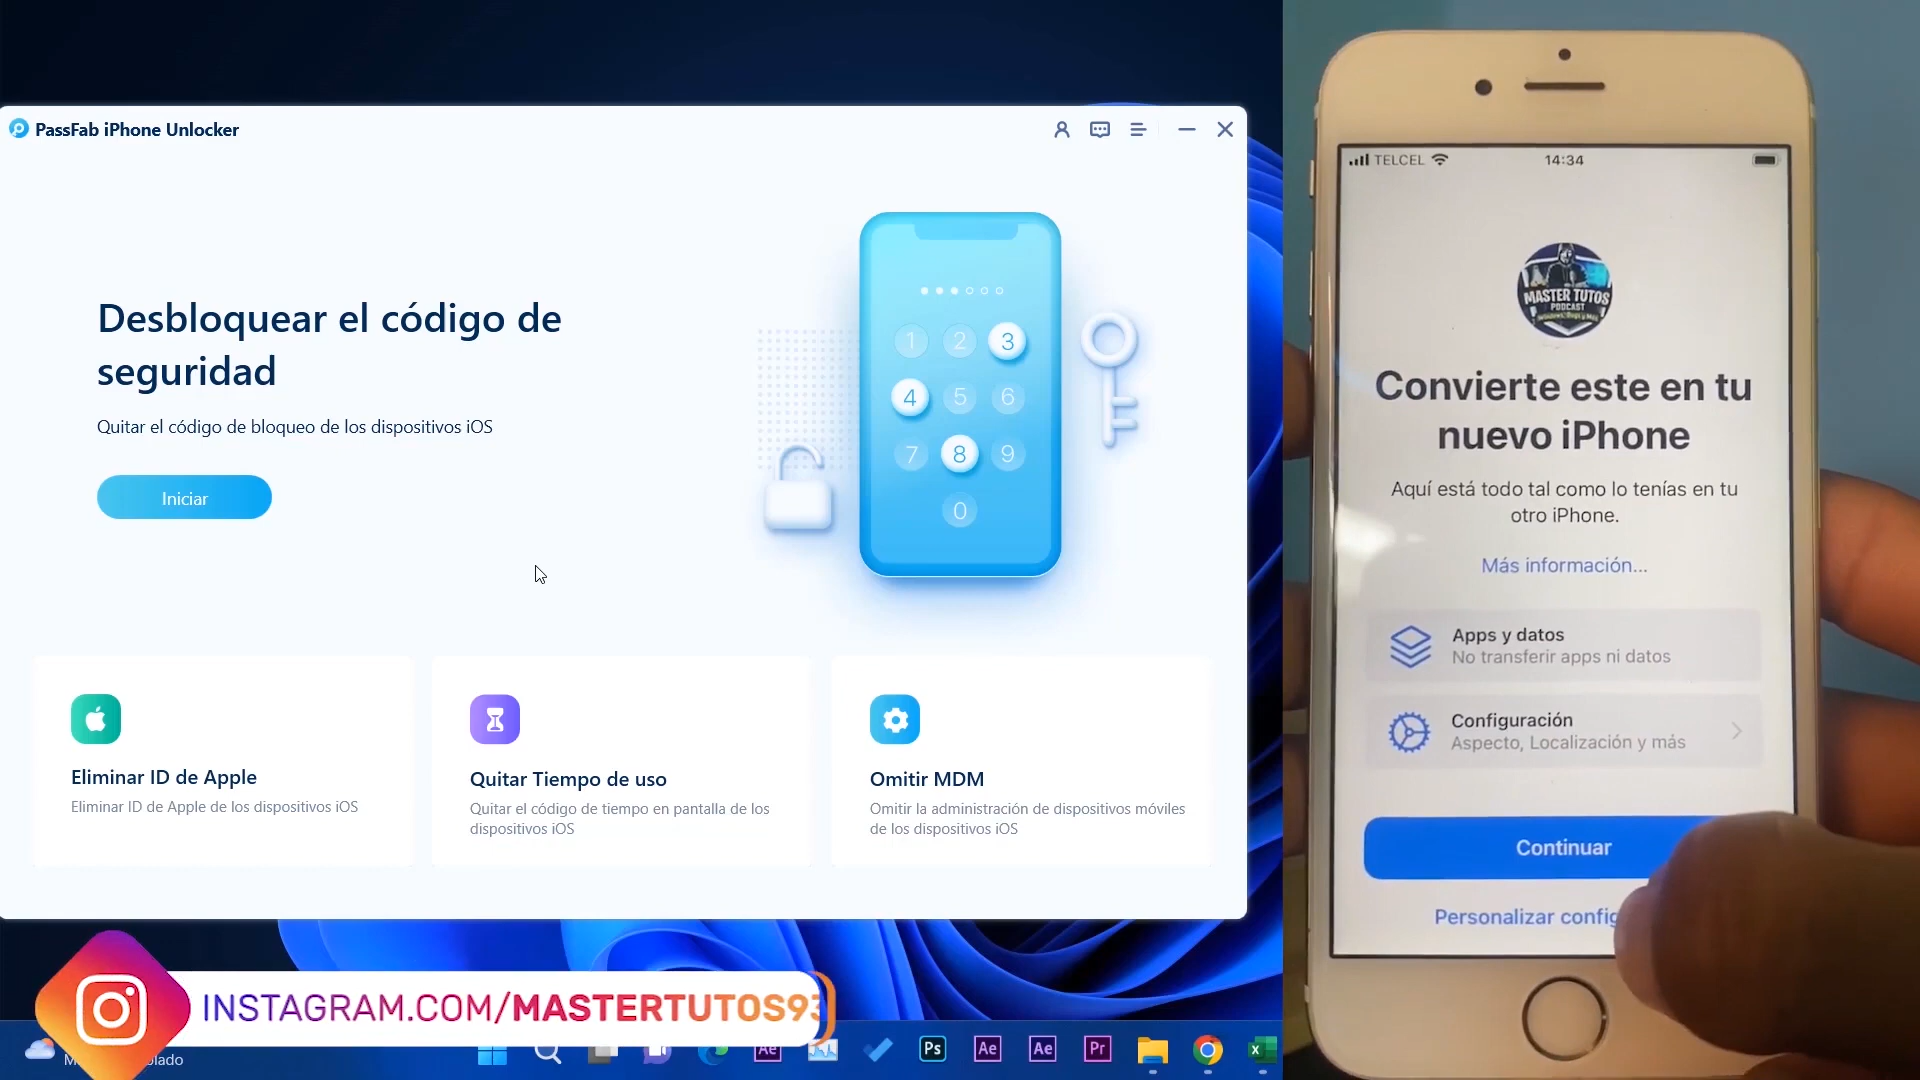 PassFab iPhone Unlocker
Desbloquear el código de
seguridad
Quitar el código de bloqueo de los dispositivos iOS
Iniciar
1 2 3
4 5 6
7 8 9
0
Eliminar ID de Apple
Eliminar ID de Apple de los dispositivos iOS
Quitar Tiempo de uso
Quitar el código de tiempo en pantalla de los
dispositivos iOS
Omitir MDM
Omitir la administración de dispositivos móviles
de los dispositivos iOS
INSTAGRAM.COM/MASTERTUTOS93
Ae
Ps
Ae
Ae
Pr
TELCEL
14:34
MASTER TUTOS
PODCAST
Convierte este en tu
nuevo iPhone
Aquí está todo tal como lo tenías en tu
otro iPhone.
Más información...
Apps y datos
No transferir apps ni datos
Configuración
Aspecto, Localización y más
Continuar
Personalizar config